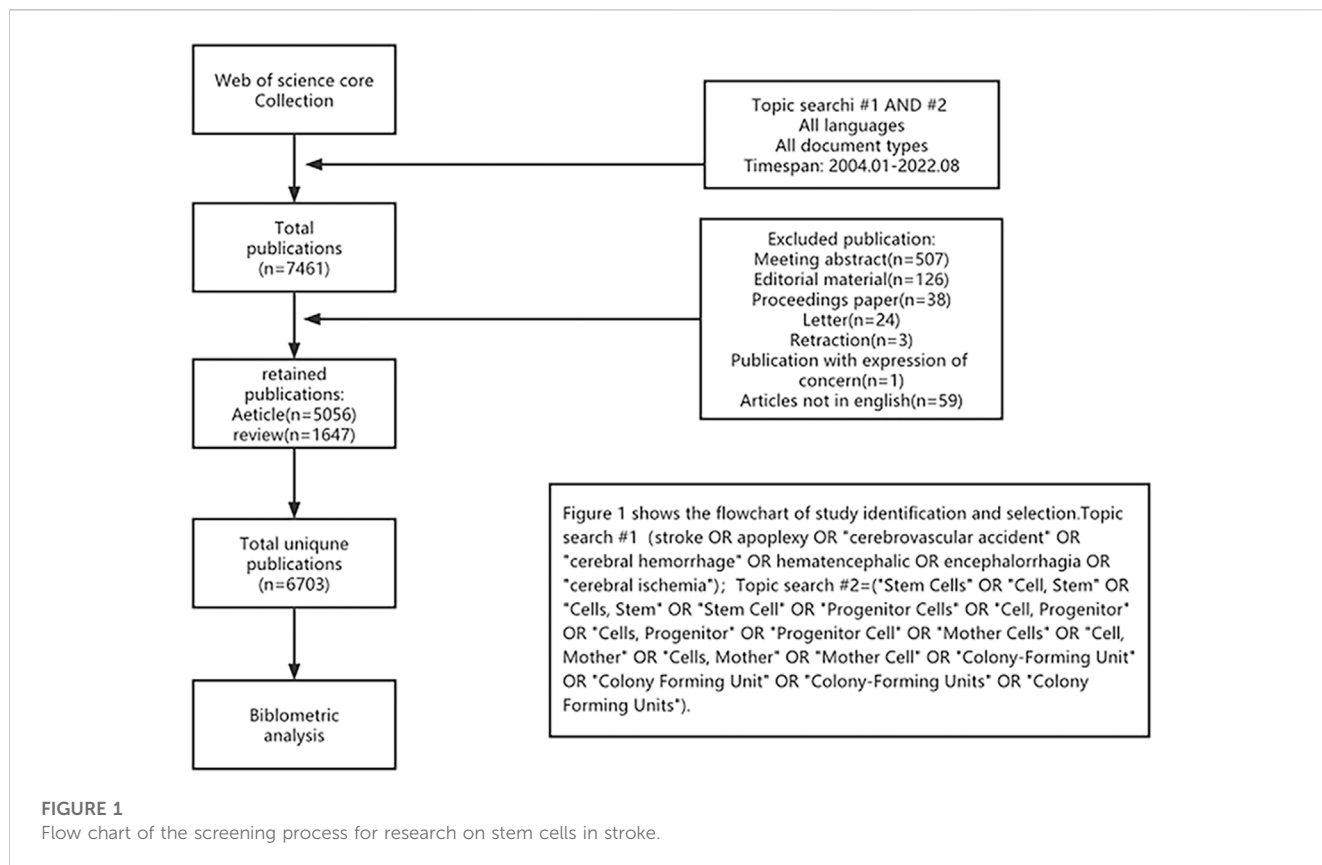 Web of science core
Collection
Topic searchi #1 AND #2
All languages
All document types
Timespan: 2004.01-2022.08
Total
publications
(n=7461)
Excluded publication:
Meeting abstract(n=507)
Editorial material(n=126)
Proceedings paper(n=38)
Letter(n=24)
Retraction(n=3)
Publication with expression of
concern(n=1)
Articles not in english(n=59)
retained
publications:
Aeticle(n=5056)
review(n=1647)
Total uniqune
publications
(n=6703)
Biblometric
analysis
Figure 1 shows the flowchart of study identification and selection.Topic
search #1  (stroke OR apoplexy OR "cerebrovascular accident" OR
"cerebral hemorrhage" OR hematencephalic OR encephalorrhagia OR
"cerebral ischemia");  Topic search #2=("Stem Cells" OR "Cell, Stem" OR
"Cells, Stem" OR "Stem Cell" OR "Progenitor Cells" OR "Cell, Progenitor"
OR "Cells, Progenitor" OR "Progenitor Cell" OR "Mother Cells" OR "Cell,
Mother" OR "Cells, Mother" OR "Mother Cell" OR "Colony-Forming Unit"
OR "Colony Forming Unit" OR "Colony-Forming Units" OR "Colony
Forming Units").
FIGURE 1
Flow chart of the screening process for research on stem cells in stroke.